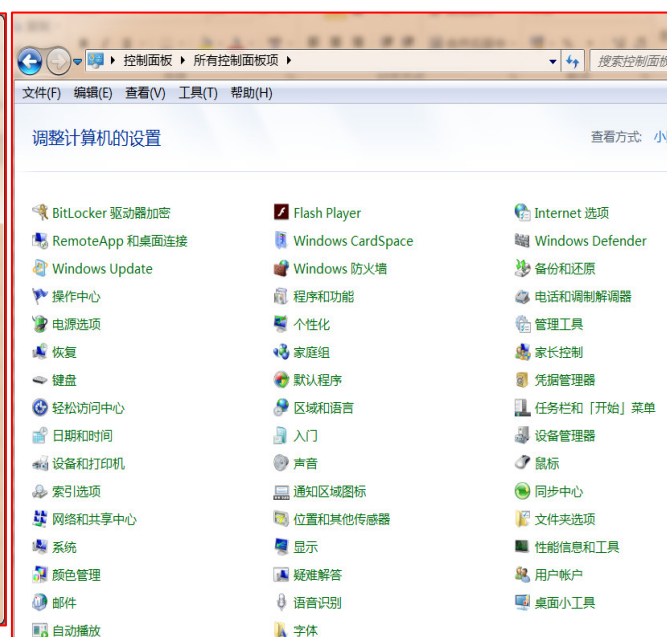 控制面板 ▸ 所有控制面板项 ▸ 搜索控制面板
文件(F) 编辑(E) 查看(V) 工具(T) 帮助(H)
调整计算机的设置
查看方式: 小
BitLocker 驱动器加密 Flash Player Internet 选项
RemoteApp 和桌面连接 Windows CardSpace Windows Defender
Windows Update Windows 防火墙 备份和还原
操作中心 程序和功能 电话和调制解调器
电源选项 个性化 管理工具
恢复 家庭组 家长控制
键盘 默认程序 凭据管理器
轻松访问中心 区域和语言 任务栏和「开始」菜单
日期和时间 入门 设备管理器
设备和打印机 声音 鼠标
索引选项 通知区域图标 同步中心
网络和共享中心 位置和其他传感器 文件夹选项
系统 显示 性能信息和工具
颜色管理 疑难解答 用户帐户
邮件 语音识别 桌面小工具
自动播放 字体